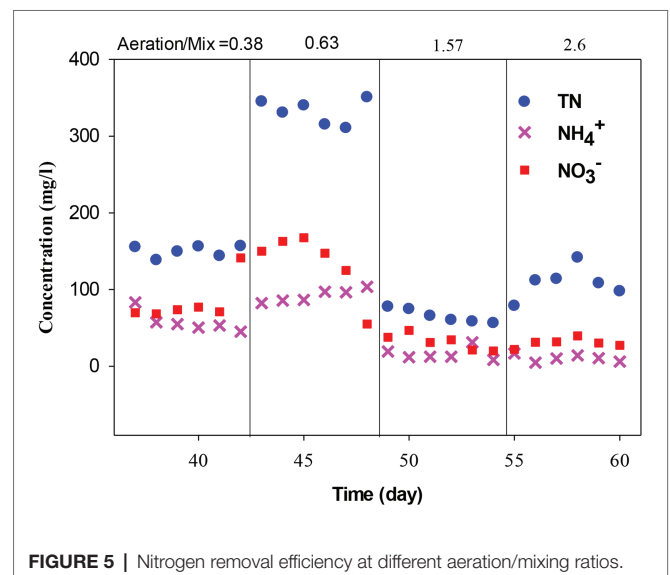 Aeration/Mix =0.38 0.63 1.57 2.6
400
300
200
100
0
Concentration (mg/l)
TN
NH4+
NO3-
40 45 50 55 60
Time (day)
FIGURE 5 | Nitrogen removal efficiency at different aeration/mixing ratios.